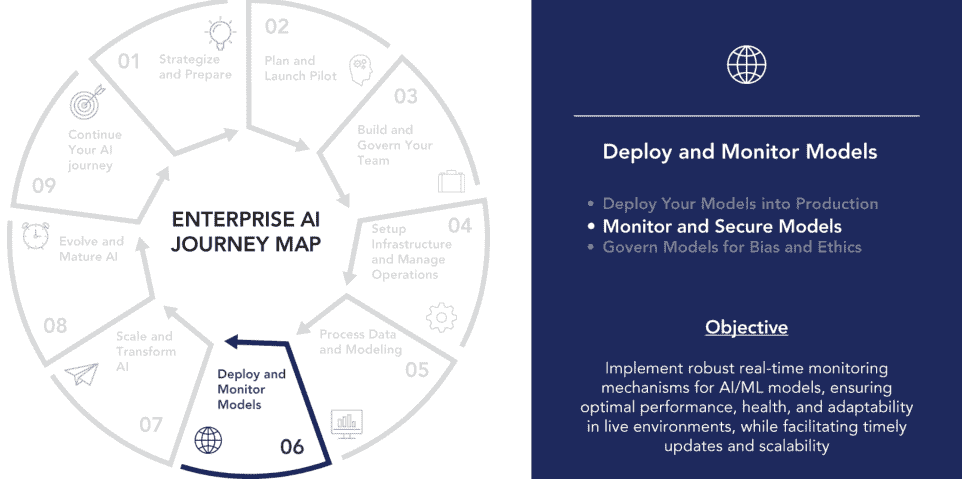 01
Strategize
and Prepare
02
Plan and
Launch Pilot
03
Build and
Govern Your
Team
04
Setup
Infrastructure
and Manage
Operations
Process Data
and Modeling
05
Deploy and
Monitor
Models
06
Scale and
Transform
AI
07
Evolve and
Mature AI
08
Continue
Your AI
journey
09
ENTERPRISE AI
JOURNEY MAP
Deploy and Monitor Models
• Deploy Your Models into Production
• Monitor and Secure Models
• Govern Models for Bias and Ethics
Objective
Implement robust real-time monitoring
mechanisms for AI/ML models, ensuring
optimal performance, health, and adaptability
in live environments, while facilitating timely
updates and scalability